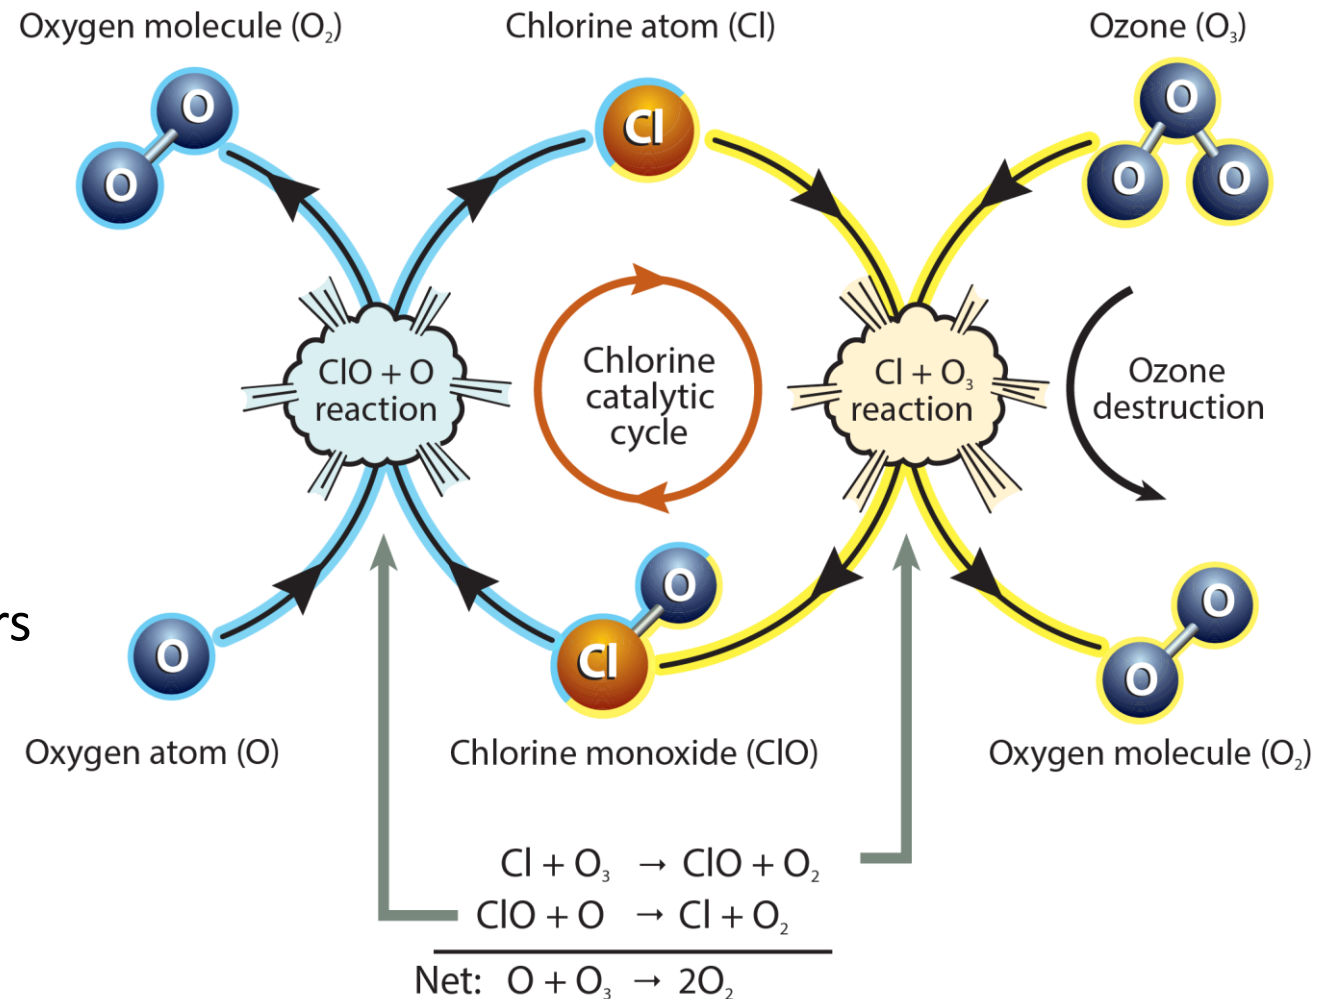 Oxygen molecule (O₂)
Chlorine atom (Cl)
Ozone (O₃)
O
O
Cl
O
O
O
ClO + O
reaction
Chlorine
catalytic
cycle
Cl + O₃
reaction
Ozone
destruction
rs
O
Cl
O
O
O
Oxygen atom (O)
Chlorine monoxide (ClO)
Oxygen molecule (O₂)
Cl + O₃ → ClO + O₂
ClO + O → Cl + O₂
Net: O + O₃ → 2O₂